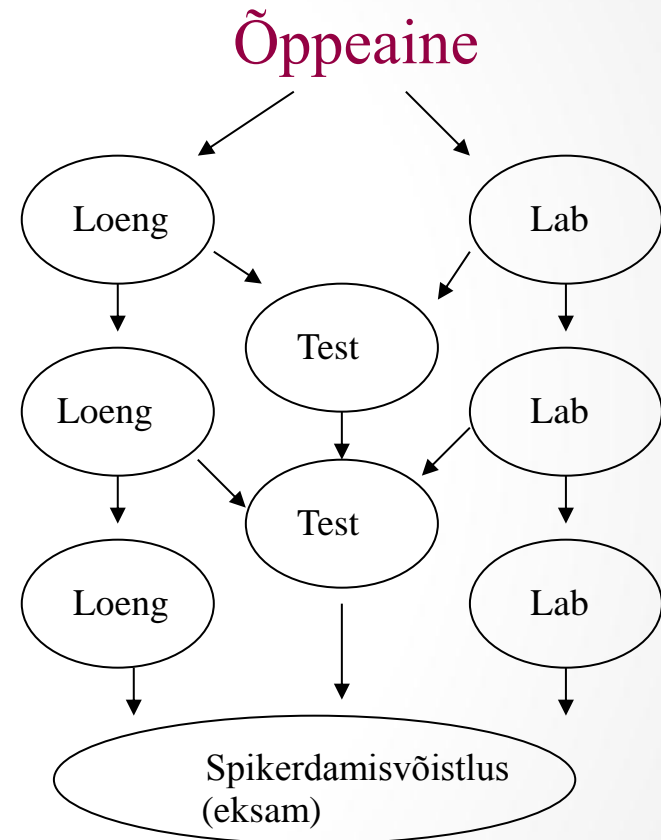 Õppeaine
Loeng
Lab
Test
Loeng
Lab
Test
Loeng
Lab
Spikerdamisvõistlus
(eksam)